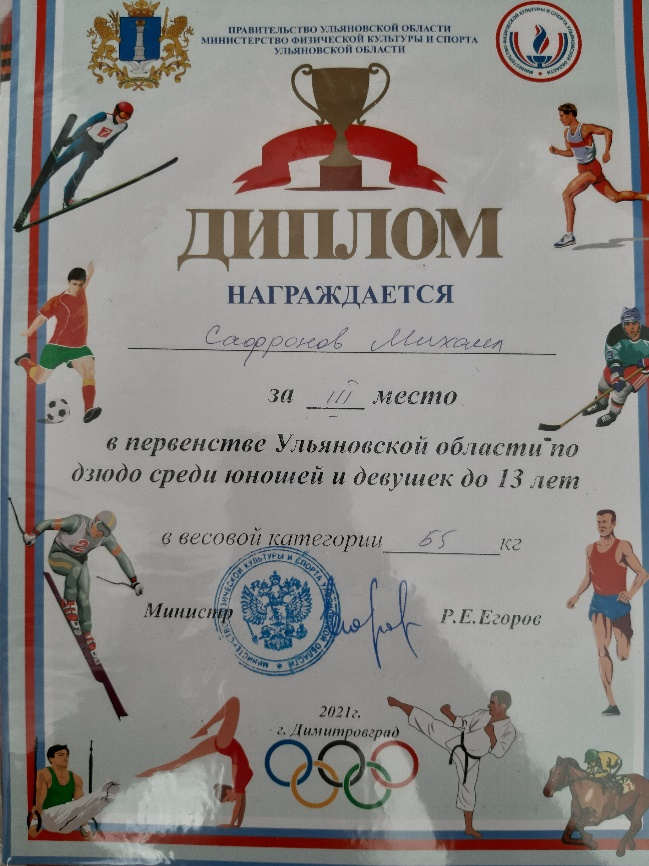 ПРАВИТЕЛЬСТВО УЛЬЯНОВСКОЙ ОБЛАСТИ
МИНИСТЕРСТВО ФИЗИЧЕСКОЙ КУЛЬТУРЫ И СПОРТА
УЛЬЯНОВСКОЙ ОБЛАСТИ
ДИПЛОМ
НАГРАЖДАЕТСЯ
Сафронов Михаил
за III место
в первенстве Ульяновской области по
дзюдо среди юношей и девушек до 13 лет
в весовой категории 55 кг
Министр Р.Е.Егоров
2021г.
г. Димитровград